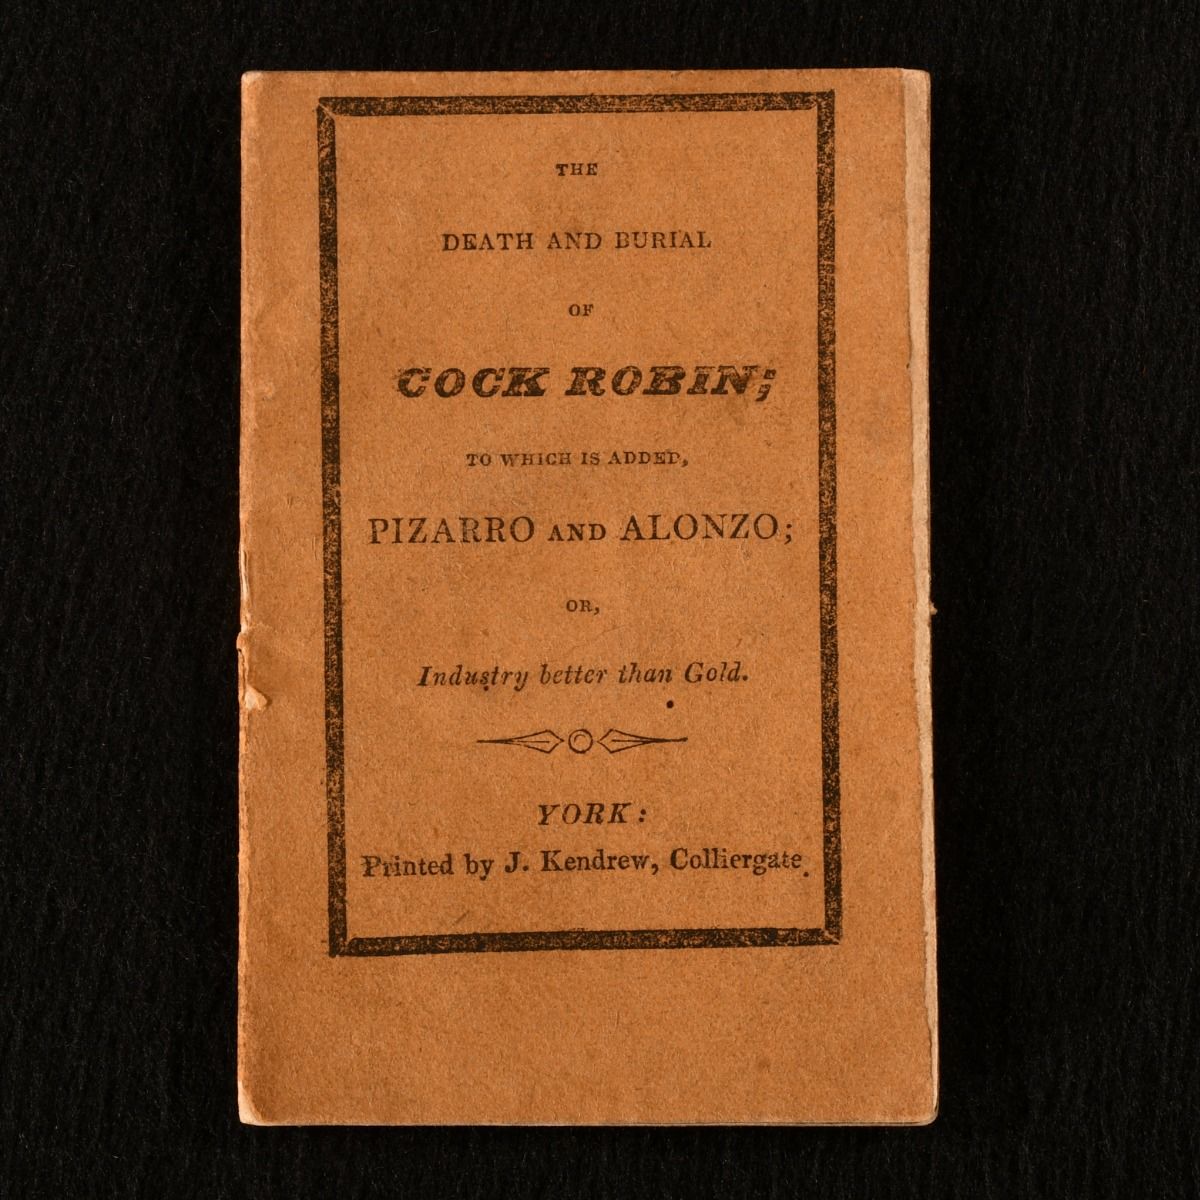 THE
DEATH AND BURIAL
OF
COCK ROBIN;
TO WHICH IS ADDED,
PIZARRO AND ALONZO;
OR,
Industry better than Gold.
YORK:
Printed by J. Kendrew, Colliergate.